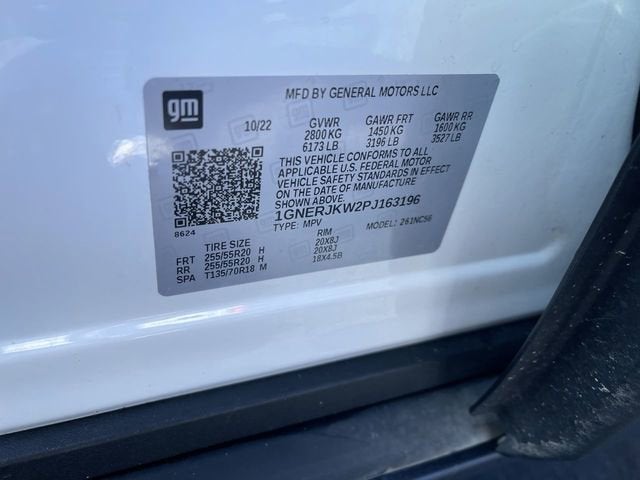 gm
MFD BY GENERAL MOTORS LLC
10/22 GVWR GAWR FRT GAWR RR
2800 KG 1450 KG 1600 KG
6173 LB 3196 LB 3527 LB
THIS VEHICLE CONFORMS TO ALL
APPLICABLE U.S. FEDERAL MOTOR
VEHICLE SAFETY STANDARDS IN EFFECT
ON THE DATE OF MANUFACTURE
SHOWN ABOVE.
1GNERJKW2PJ163196
8624 TYPE: MPV MODEL: 261NC56
TIRE SIZE RIM
FRT 255/55R20 H 20X8J
RR 255/55R20 H 20X8J
SPA T135/70R18 M 18X4.5B